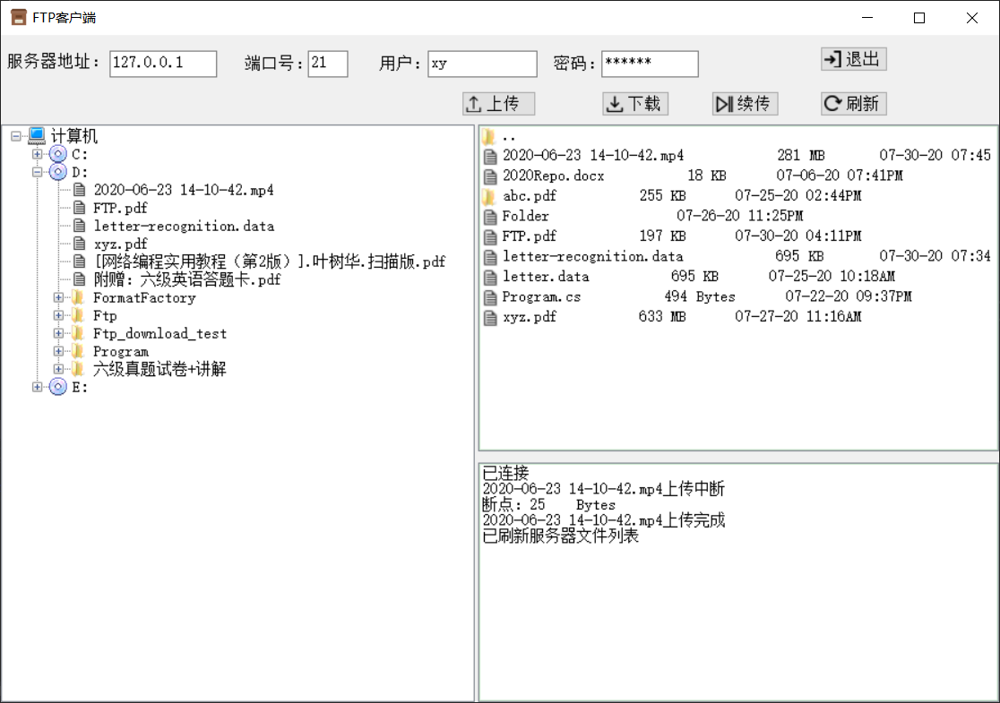 FTP客户端
服务器地址: 127.0.0.1 端口号: 21 用户: xy 密码: ****** 退出
上传 下载 续传 刷新
计算机
C:
D:
2020-06-23 14-10-42.mp4
FTP.pdf
letter-recognition.data
xyz.pdf
[网络编程实用教程（第2版）].叶树华.扫描版.pdf
附赠：六级英语答题卡.pdf
FormatFactory
Ftp
Ftp_download_test
Program
六级真题试卷+讲解
E:
..
2020-06-23 14-10-42.mp4 281 MB 07-30-20 07:45
2020Repo.docx 18 KB 07-06-20 07:41PM
abc.pdf 255 KB 07-25-20 02:44PM
Folder 07-26-20 11:25PM
FTP.pdf 197 KB 07-30-20 04:11PM
letter-recognition.data 695 KB 07-30-20 07:34
letter.data 695 KB 07-25-20 10:18AM
Program.cs 494 Bytes 07-22-20 09:37PM
xyz.pdf 633 MB 07-27-20 11:16AM
已连接
2020-06-23 14-10-42.mp4上传中断
断点: 25 Bytes
2020-06-23 14-10-42.mp4上传完成
已刷新服务器文件列表